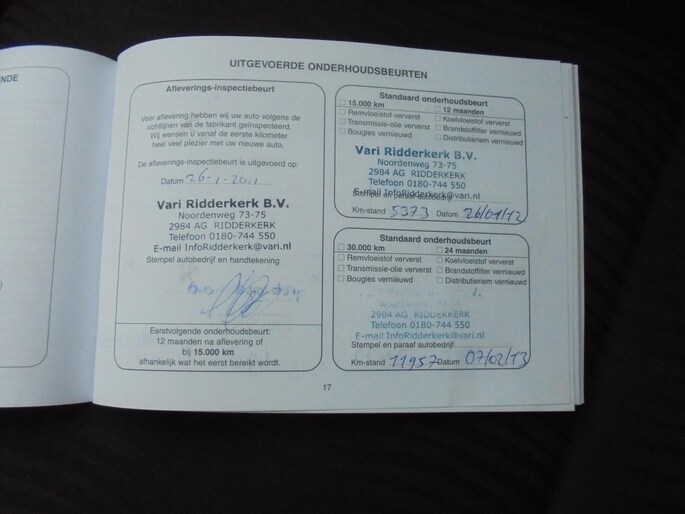 NDE
UITGEVOERDE ONDERHOUDSBEURTEN
Afleverings-inspectiebeurt
Voor aflevering hebben wij uw auto volgens de
richtlijnen van de fabrikant geïnspecteerd.
Wij wensen u vanaf de eerste kilometer
heel veel plezier met uw nieuwe auto.
De afleverings-inspectiebeurt is uitgevoerd op:
Datum 26-1-2011
Vari Ridderkerk B.V.
Noordenweg 73-75
2984 AG RIDDERKERK
Telefoon 0180-744 550
E-mail InfoRidderkerk@vari.nl
Stempel autobedrijf en handtekening
Eerstvolgende onderhoudsbeurt:
12 maanden na aflevering of
bij 15.000 km
afhankelijk wat het eerst bereikt wordt.
Standaard onderhoudsbeurt
15.000 km 12 maanden
Remvloeistof ververst Koelvloeistof ververst
Transmissie-olie ververst Brandstoffilter vernieuwd
Bougies vernieuwd Distributieriem vernieuwd
Vari Ridderkerk B.V.
Noordenweg 73-75
2984 AG RIDDERKERK
Telefoon 0180-744 550
E-mail InfoRidderkerk@vari.nl
Stempel en paraaf autobedrijf
Km-stand 5373 Datum 26/01/12
Standaard onderhoudsbeurt
30.000 km 24 maanden
Remvloeistof ververst Koelvloeistof ververst
Transmissie-olie ververst Brandstoffilter vernieuwd
Bougies vernieuwd Distributieriem vernieuwd
2984 AG RIDDERKERK
Telefoon 0180-744 550
E-mail InfoRidderkerk@vari.nl
Stempel en paraaf autobedrijf
Km-stand 11957 Datum 07/02/13
17